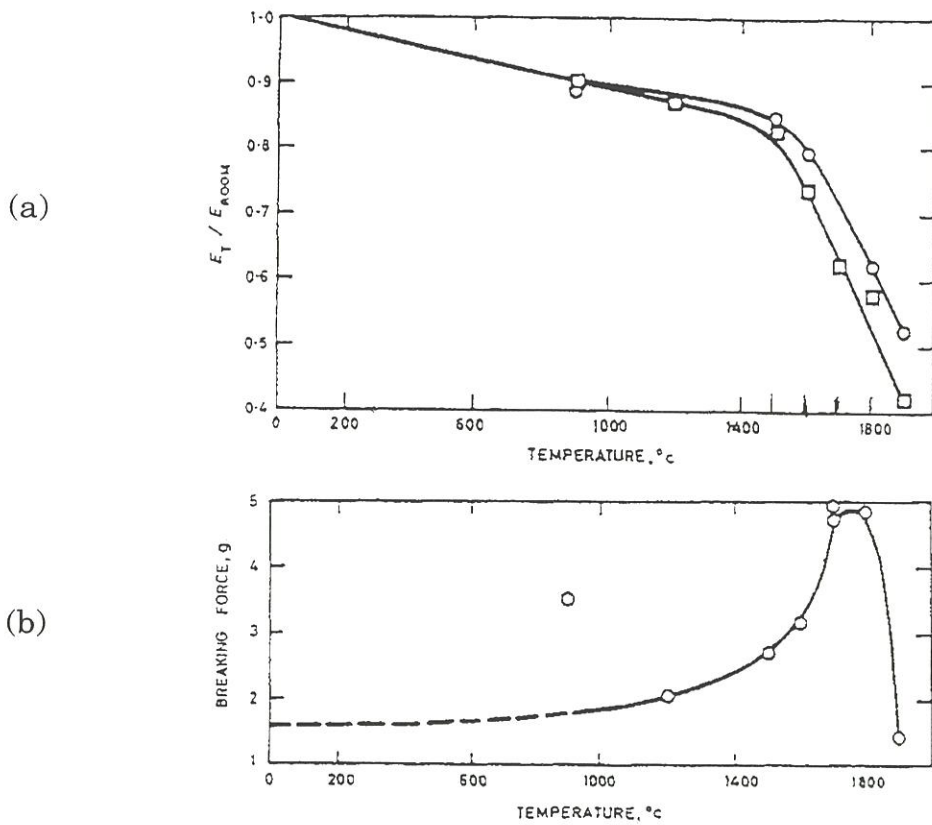 (a)
E_T / E_ROOM
1·0
0·9
0·8
0·7
0·6
0·5
0·4
0 200 600 1000 1400 1800
TEMPERATURE, °c
(b)
BREAKING FORCE, g
5
4
3
2
1
0 200 600 1000 1400 1800
TEMPERATURE, °c